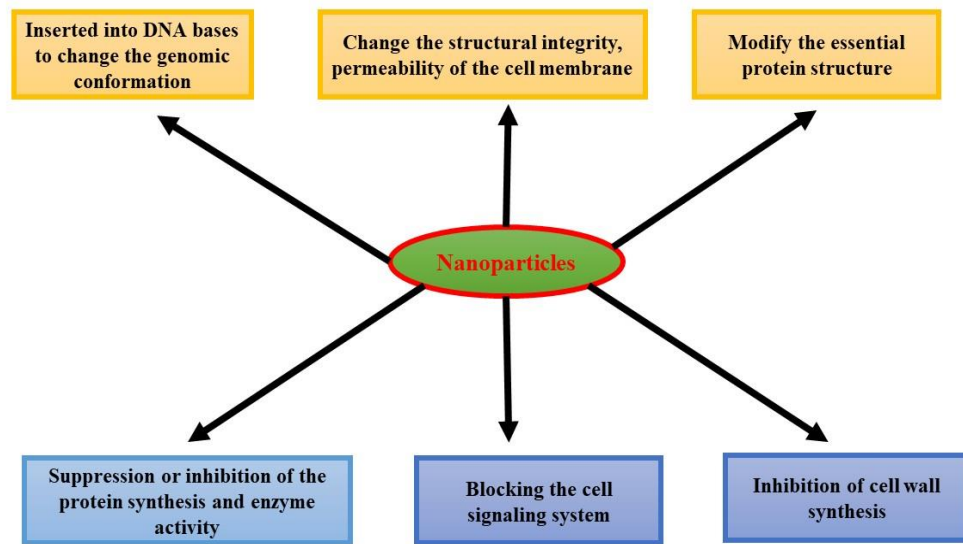 Inserted into DNA bases
to change the genomic
conformation
Change the structural integrity,
permeability of the cell membrane
Modify the essential
protein structure
Nanoparticles
Suppression or inhibition of the
protein synthesis and enzyme
activity
Blocking the cell
signaling system
Inhibition of cell wall
synthesis